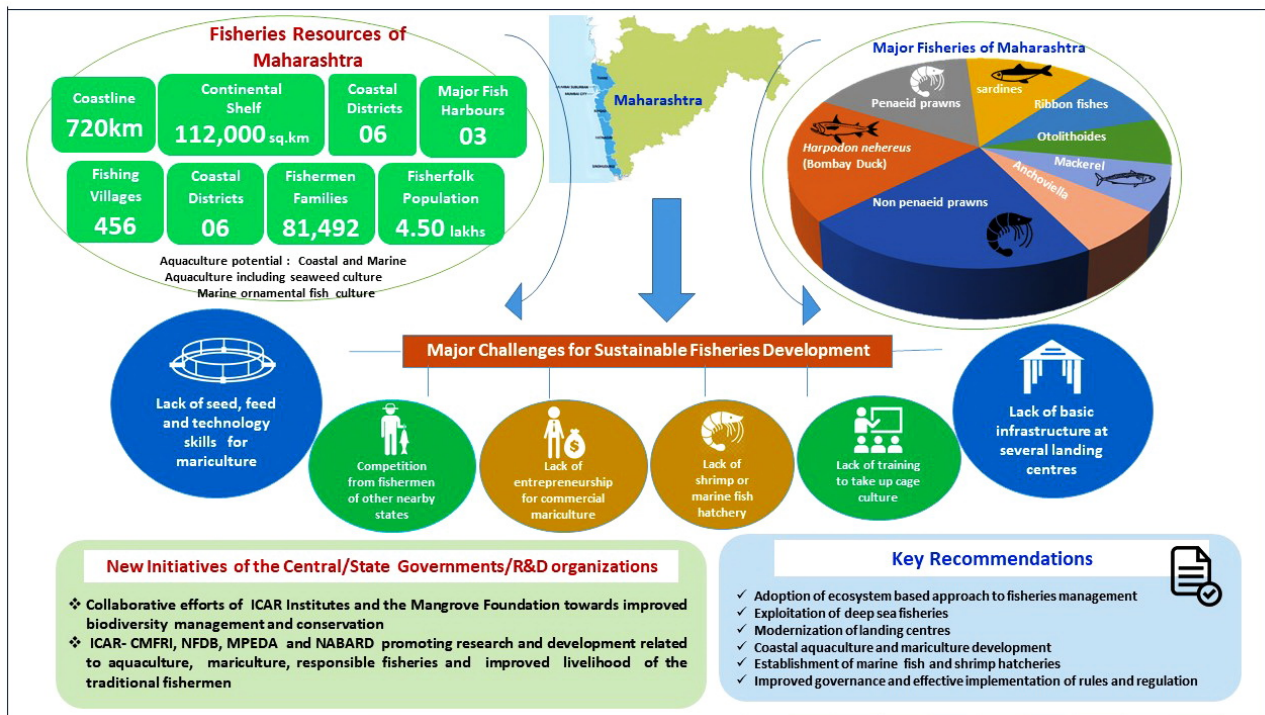 Fisheries Resources of
Maharashtra
Coastline
720km
Continental
Shelf
112,000 sq.km
Coastal
Districts
06
Major Fish
Harbours
03
Fishing
Villages
456
Coastal
Districts
06
Fishermen
Families
81,492
Fisherfolk
Population
4.50 lakhs
Aquaculture potential : Coastal and Marine
Aquaculture including seaweed culture
Marine ornamental fish culture
Maharashtra
Major Fisheries of Maharashtra
Penaeid prawns
sardines
Ribbon fishes
Otolithoides
Mackerel
Anchoviella
Non penaeid prawns
Harpodon nehereus
(Bombay Duck)
Major Challenges for Sustainable Fisheries Development
Lack of seed, feed
and technology
skills for
mariculture
Competition
from fishermen
of other nearby
states
Lack of
entrepreneurship
for commercial
mariculture
Lack of
shrimp or
marine fish
hatchery
Lack of training
to take up cage
culture
Lack of basic
infrastructure at
several landing
centres
New Initiatives of the Central/State Governments/R&D organizations
❖ Collaborative efforts of ICAR Institutes and the Mangrove Foundation towards improved
biodiversity management and conservation
❖ ICAR- CMFRI, NFDB, MPEDA and NABARD promoting research and development related
to aquaculture, mariculture, responsible fisheries and improved livelihood of the
traditional fishermen
Key Recommendations
✓ Adoption of ecosystem based approach to fisheries management
✓ Exploitation of deep sea fisheries
✓ Modernization of landing centres
✓ Coastal aquaculture and mariculture development
✓ Establishment of marine fish and shrimp hatcheries
✓ Improved governance and effective implementation of rules and regulation